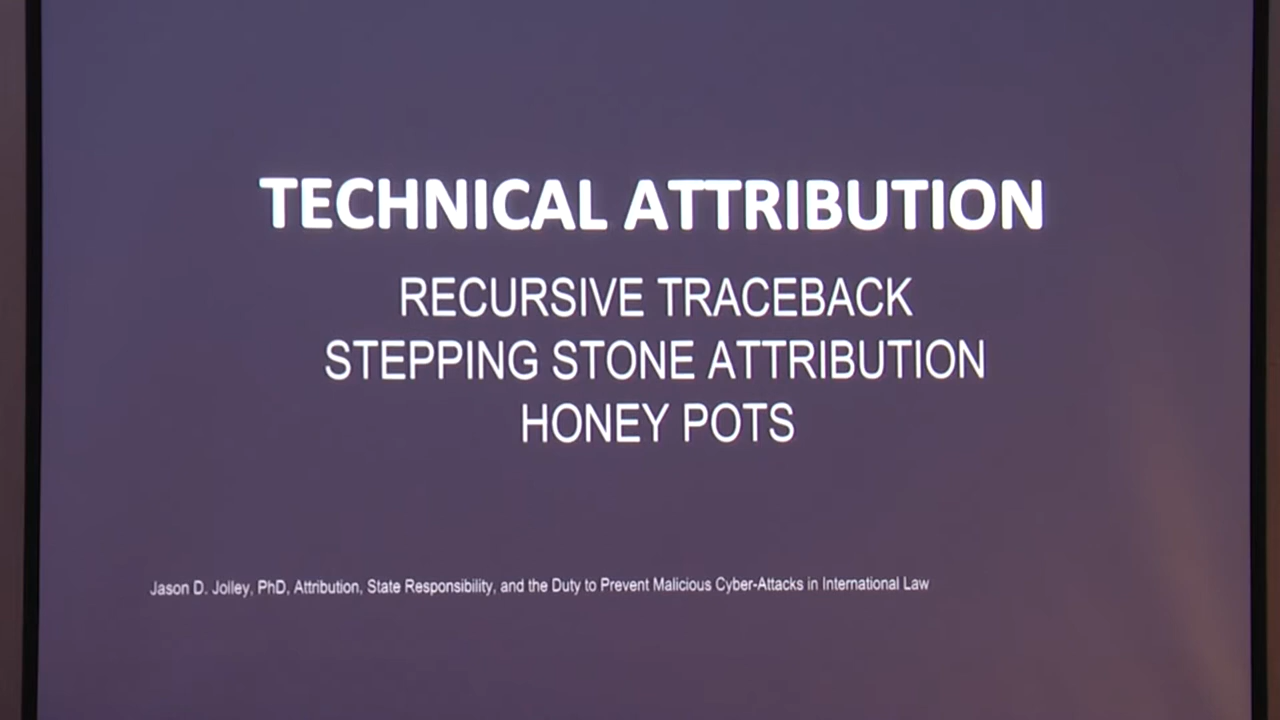 TECHNICAL ATTRIBUTION
RECURSIVE TRACEBACK
STEPPING STONE ATTRIBUTION
HONEY POTS
Jason D. Jolley, PhD, Attribution, State Responsibility, and the Duty to Prevent Malicious Cyber-Attacks in International Law